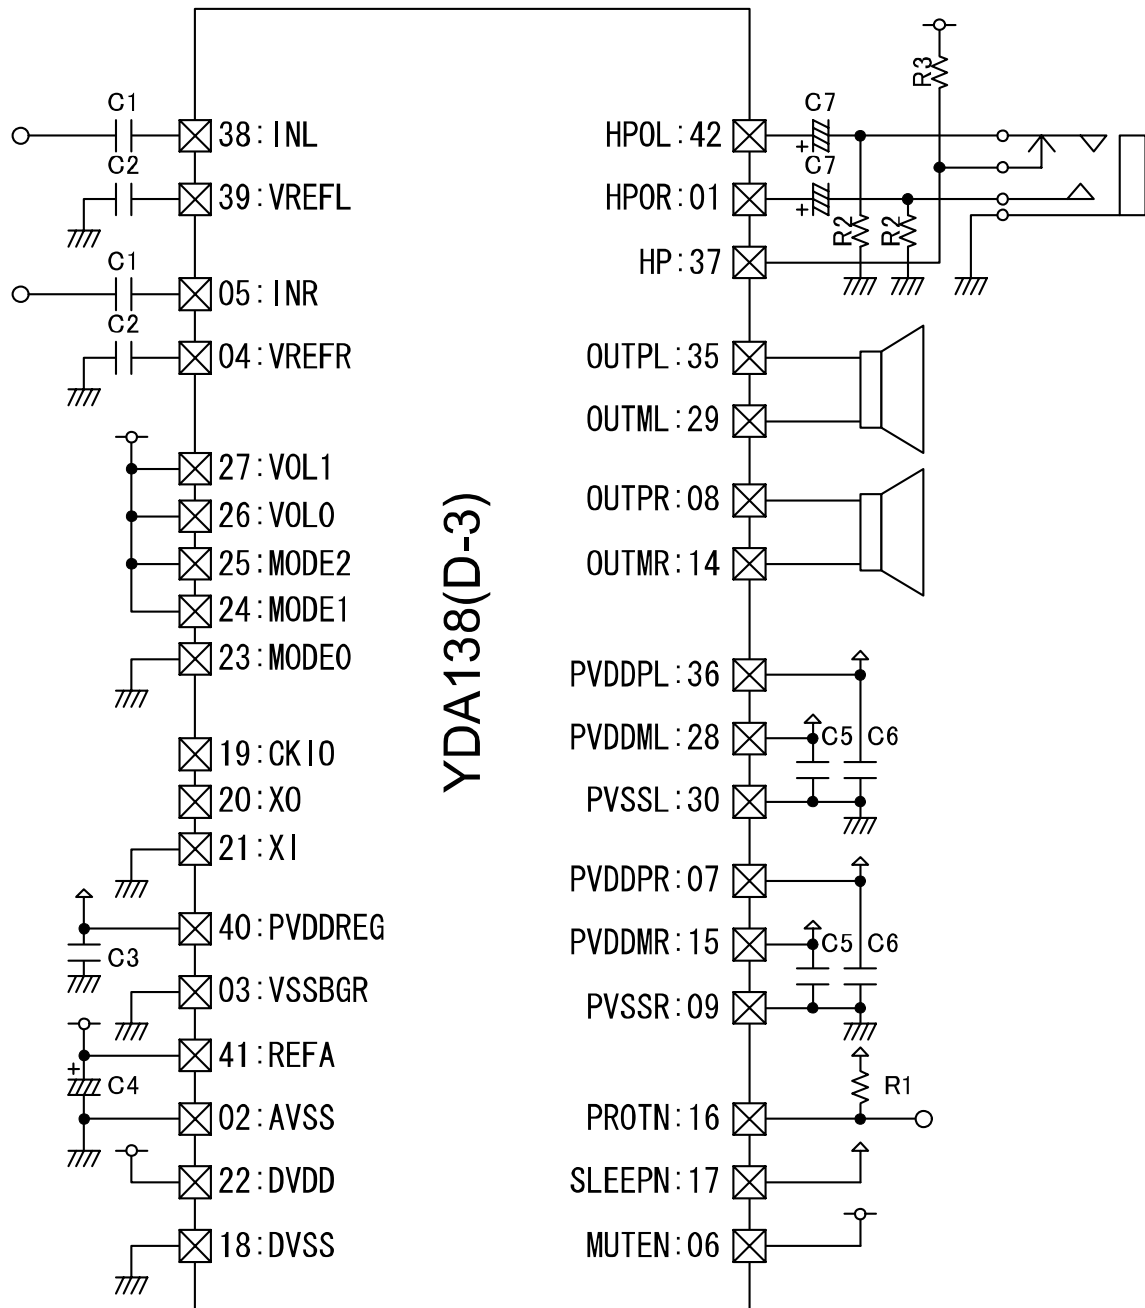 C1
38:INL
C2
39:VREFL
C1
05:INR
C2
04:VREFR
27:VOL1
26:VOL0
25:MODE2
24:MODE1
23:MODE0
19:CKIO
20:XO
21:XI
40:PVDDREG
C3
03:VSSBGR
41:REFA
+
C4
02:AVSS
22:DVDD
18:DVSS
YDA138(D-3)
R3
C7
HPOL:42
+
C7
HPOR:01
+
R2
R2
HP:37
OUTPL:35
OUTML:29
OUTPR:08
OUTMR:14
PVDDPL:36
PVDDML:28
C5
C6
PVSSL:30
PVDDPR:07
PVDDMR:15
C5
C6
PVSSR:09
R1
PROTN:16
SLEEPN:17
MUTEN:06